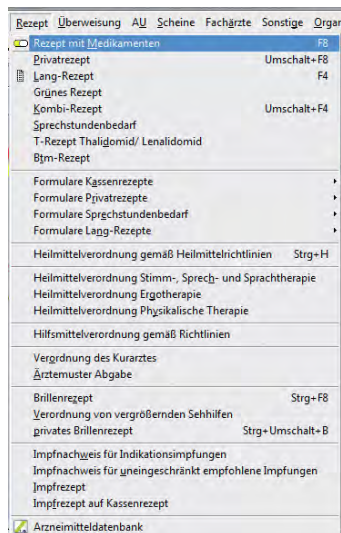 Rezept Überweisung AU Scheine Fachärzte Sonstige Organ
Rezept mit Medikamenten F8
Privatrezept Umschalt+F8
Lang-Rezept F4
Grünes Rezept
Kombi-Rezept Umschalt+F4
Sprechstundenbedarf
T-Rezept Thalidomid/ Lenalidomid
Btm-Rezept
Formulare Kassenrezepte
Formulare Privatrezepte
Formulare Sprechstundenbedarf
Formulare Lang-Rezepte
Heilmittelverordnung gemäß Heilmittelrichtlinien Strg+H
Heilmittelverordnung Stimm-, Sprech- und Sprachtherapie
Heilmittelverordnung Ergotherapie
Heilmittelverordnung Physikalische Therapie
Hilfsmittelverordnung gemäß Richtlinien
Verordnung des Kurarztes
Ärztemuster Abgabe
Brillenrezept Strg+F8
Verordnung von vergrößernden Sehhilfen
privates Brillenrezept Strg+Umschalt+B
Impfnachweis für Indikationsimpfungen
Impfnachweis für uneingeschränkt empfohlene Impfungen
Impfrezept
Impfrezept auf Kassenrezept
Arzneimitteldatenbank